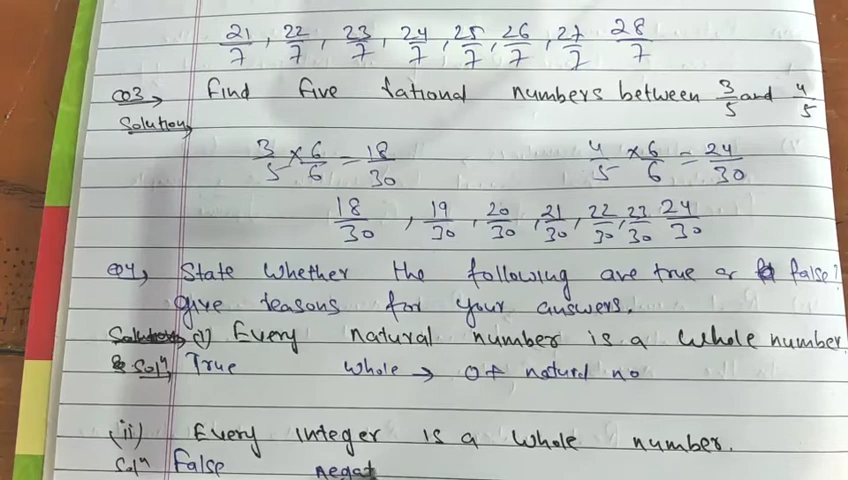 21/7, 22/7, 23/7, 24/7, 25/7, 26/7, 27/7 28/7
Q3, Find five rational numbers between 3/5 and 4/5
Solution,
3/5 × 6/6 = 18/30 4/5 × 6/6 = 24/30
18/30, 19/30, 20/30, 21/30, 22/30, 23/30 24/30
Q4, State whether the following are true or false?
give reasons for your answers.
(i) Every natural number is a whole number.
Solⁿ, True whole → 0 + natural no
(ii) Every integer is a whole number.
Solⁿ False negat